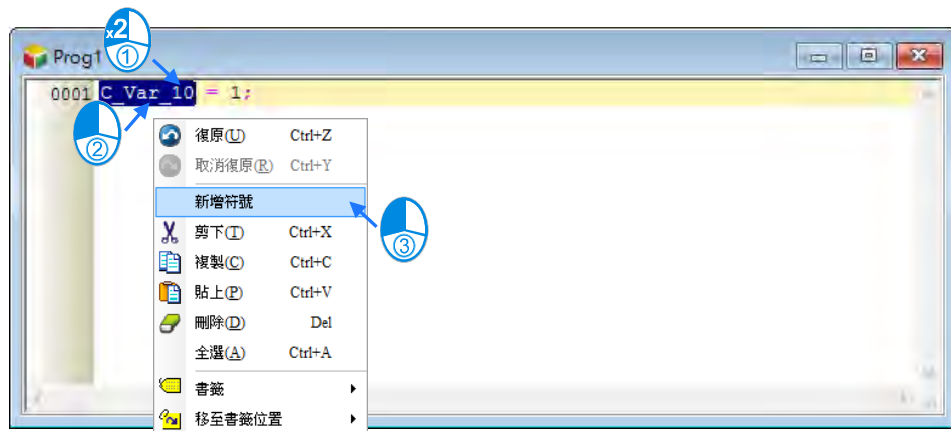 x2
①
Prog1
0001 C_Var_10 = 1;
②
復原(U) Ctrl+Z
取消復原(R) Ctrl+Y
新增符號
③
剪下(T) Ctrl+X
複製(C) Ctrl+C
貼上(P) Ctrl+V
刪除(D) Del
全選(A) Ctrl+A
書籤
移至書籤位置